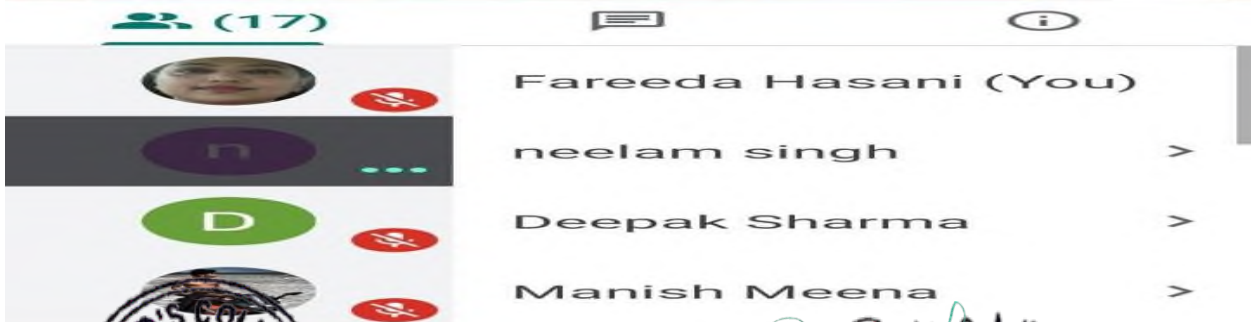 (17)
Fareeda Hasani (You)
n
neelam singh
D
Deepak Sharma
Manish Meena